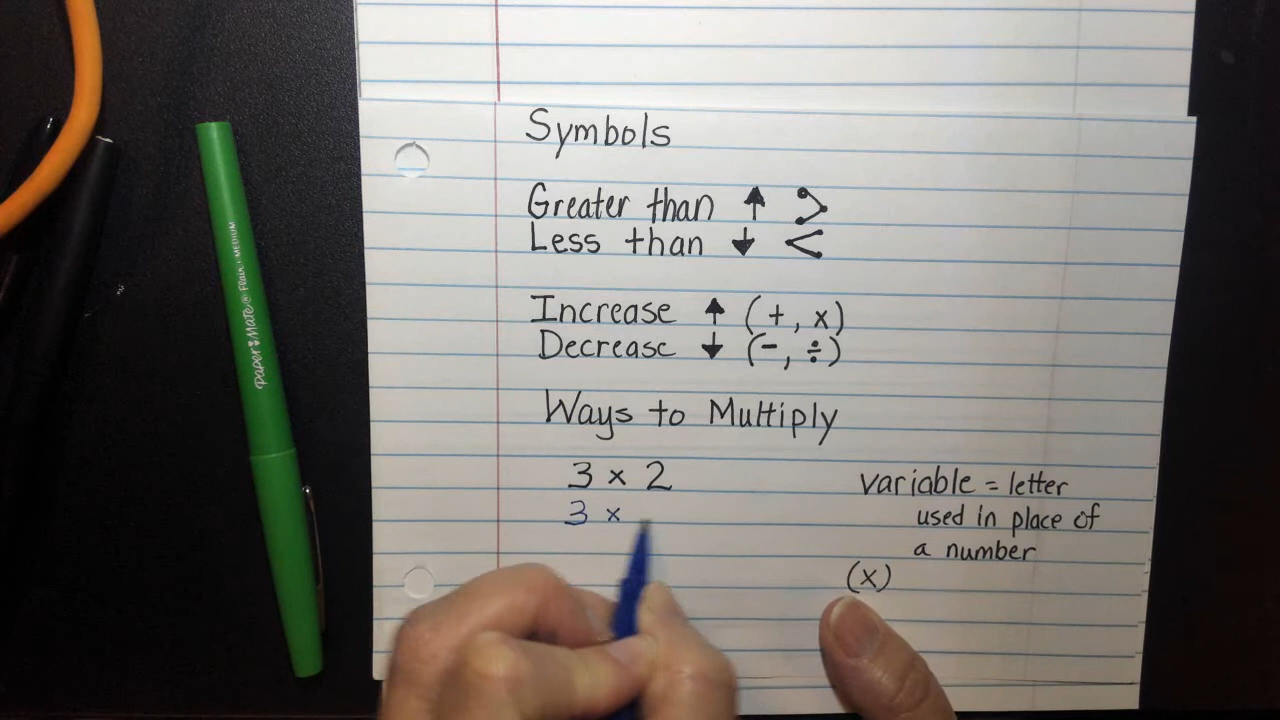 Symbols
Greater than ↑ >
Less than ↓ <
Increase ↑ (+, x)
Decrease ↓ (-, ÷)
Ways to Multiply
3 x 2
3 x
variable = letter
used in place of
a number
(x)
Paper Mate® Flair MEDIUM